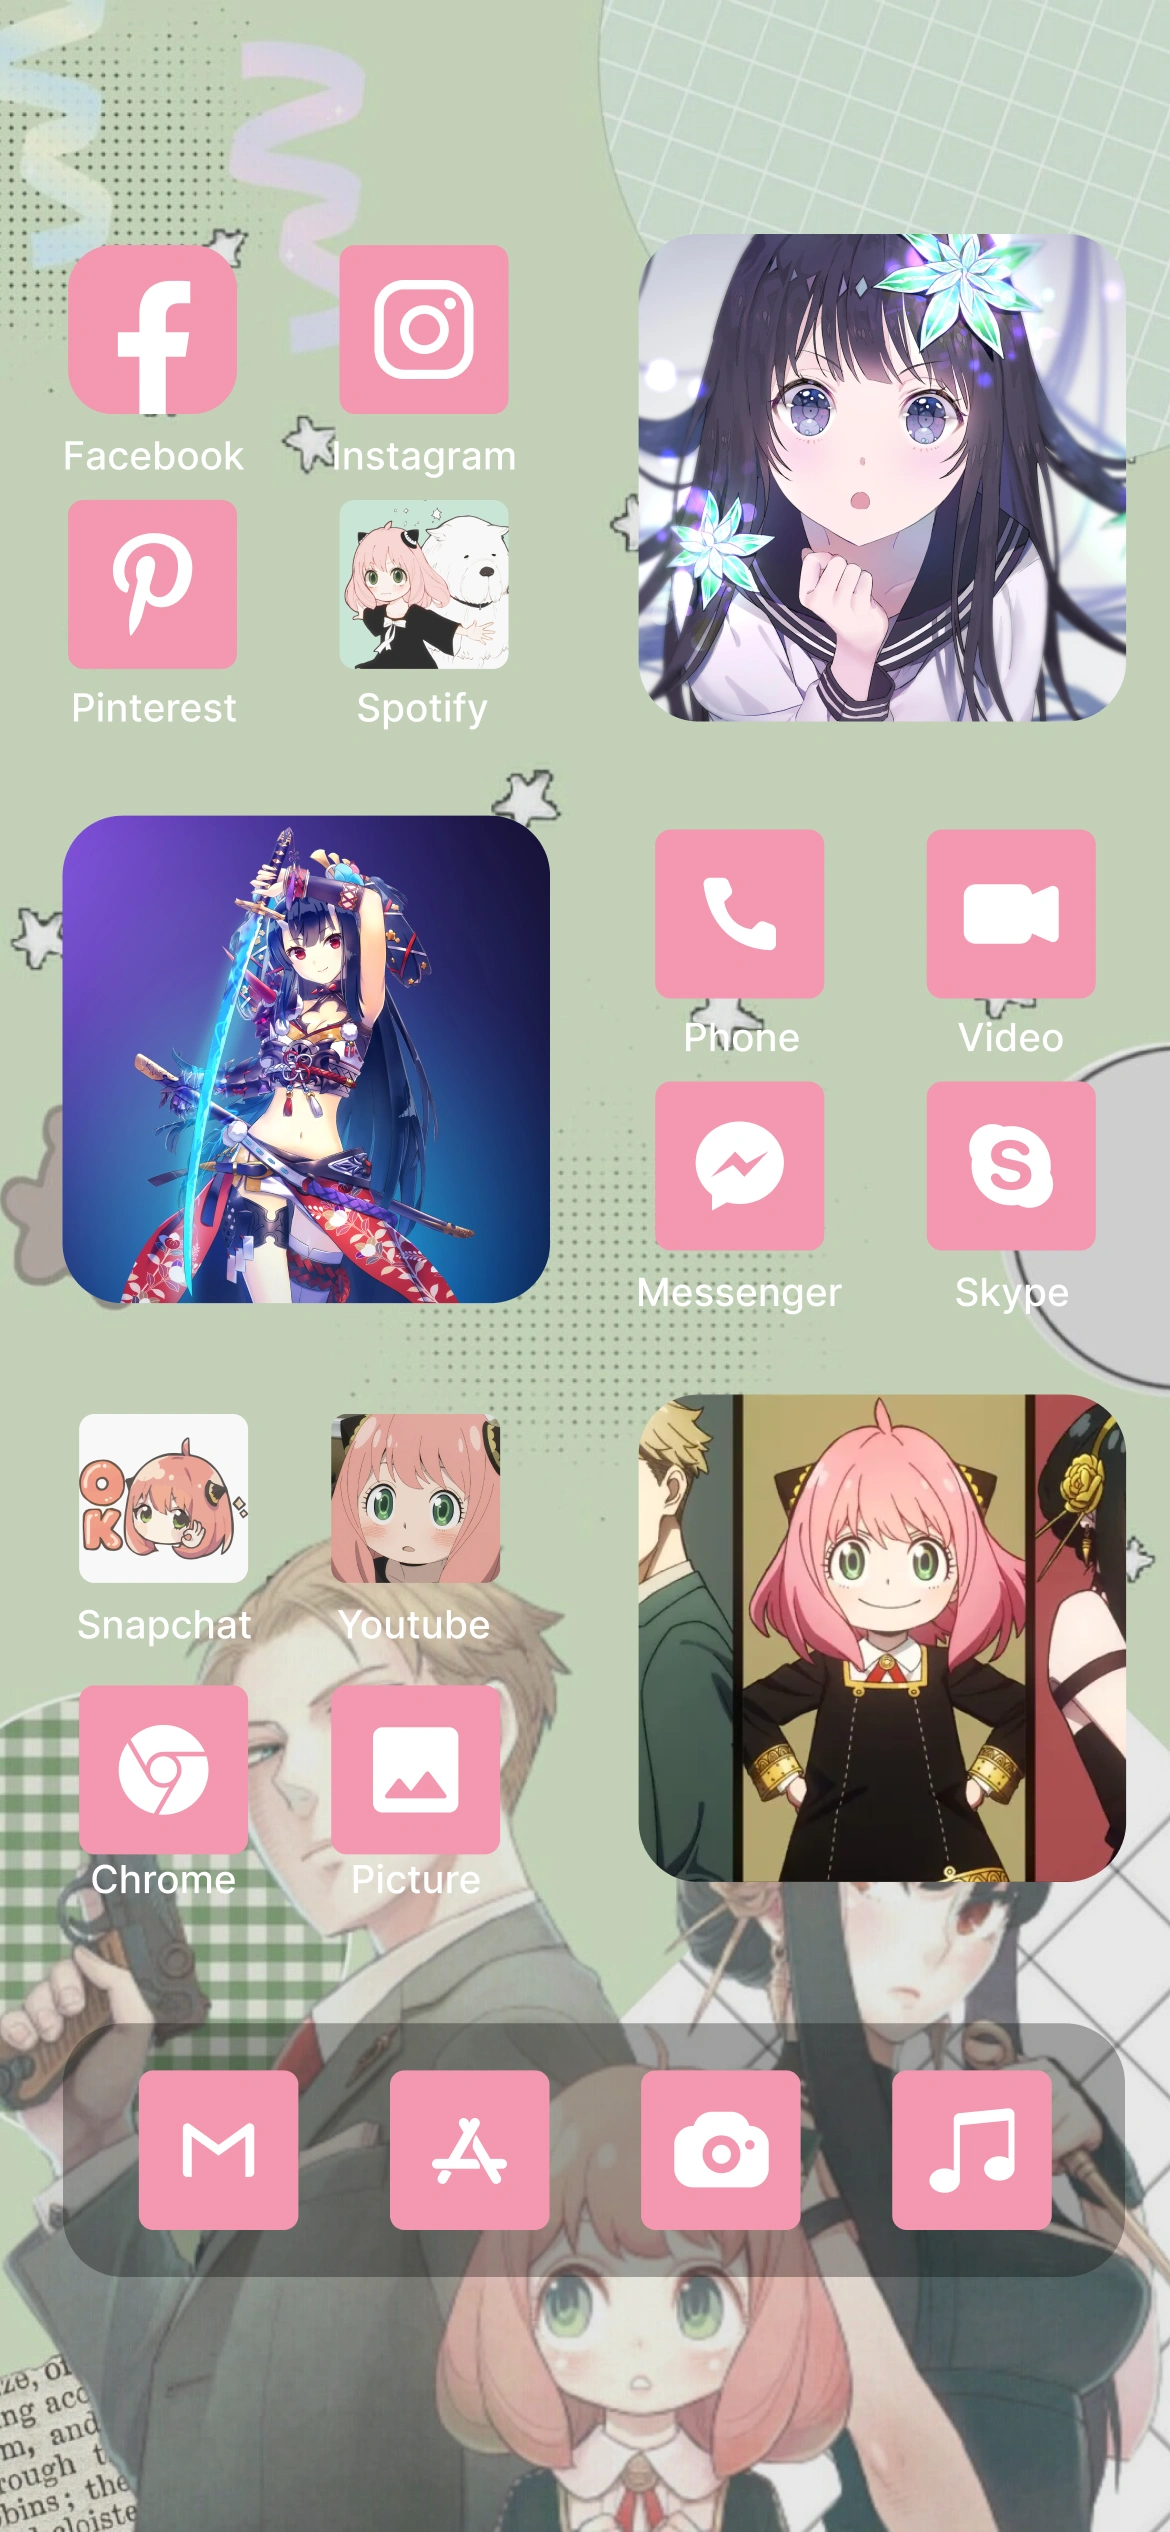 Facebook
Instagram
Pinterest
Spotify
Phone
Video
Messenger
Skype
OK
Snapchat
Youtube
Chrome
Picture
ze, of
ng acc
m, and
rough t
bins; the
cloiste